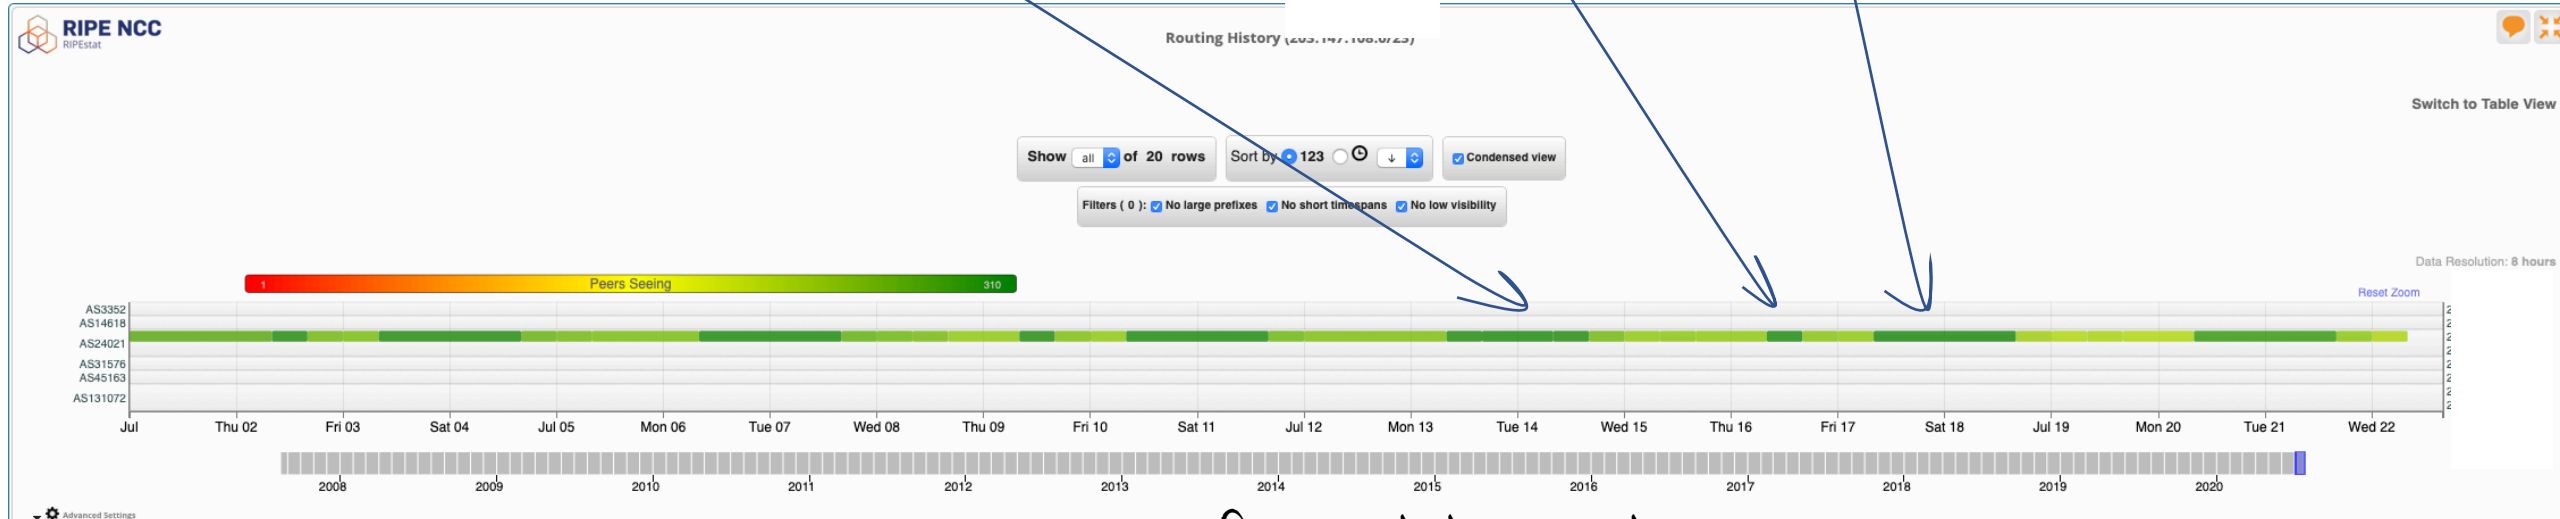 RIPE NCC
RIPEstat
Routing History (203.147.108.0/23)
Switch to Table View
Show all of 20 rows Sort by 123 ↓ Condensed view
Filters ( 0 ): No large prefixes No short timespans No low visibility
Data Resolution: 8 hours
1 Peers Seeing 310
Reset Zoom
AS3352
AS14618
AS24021
AS31576
AS45163
AS131072
Jul Thu 02 Fri 03 Sat 04 Jul 05 Mon 06 Tue 07 Wed 08 Thu 09 Fri 10 Sat 11 Jul 12 Mon 13 Tue 14 Wed 15 Thu 16 Fri 17 Sat 18 Jul 19 Mon 20 Tue 21 Wed 22
2008 2009 2010 2011 2012 2013 2014 2015 2016 2017 2018 2019 2020
Advanced Settings